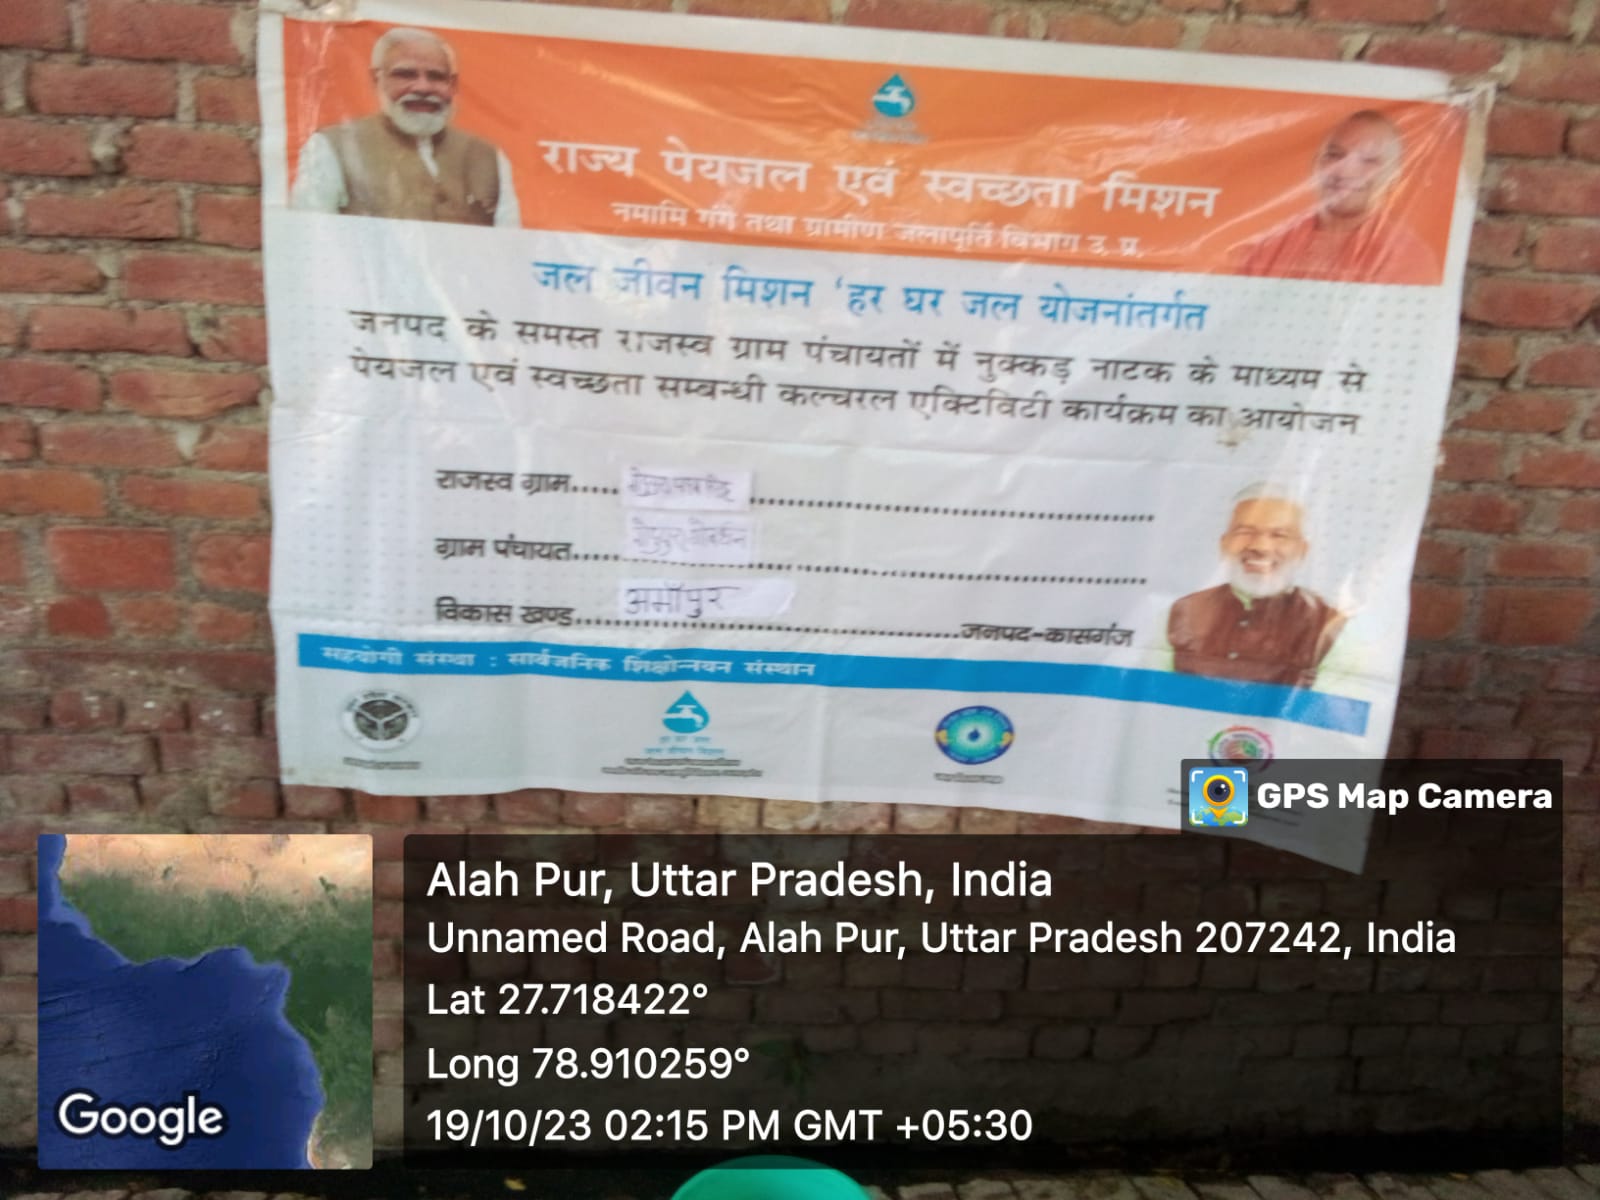 राज्य पेयजल एवं स्वच्छता मिशन
नमामि गंगे तथा ग्रामीण जलापूर्ति विभाग उ. प्र.
जल जीवन मिशन 'हर घर जल योजनांतर्गत
जनपद के समस्त राजस्व ग्राम पंचायतों में नुक्कड़ नाटक के माध्यम से
पेयजल एवं स्वच्छता सम्बन्धी कल्चरल एक्टिविटी कार्यक्रम का आयोजन
राजस्व ग्राम.....
ग्राम पंचायत.....
विकास खण्ड..... अमाँपुर .....जनपद-कासगंज
सहयोगी संस्था : सार्वजनिक शिक्षोन्नयन संस्थान
GPS Map Camera
Alah Pur, Uttar Pradesh, India
Unnamed Road, Alah Pur, Uttar Pradesh 207242, India
Lat 27.718422°
Long 78.910259°
19/10/23 02:15 PM GMT +05:30
Google